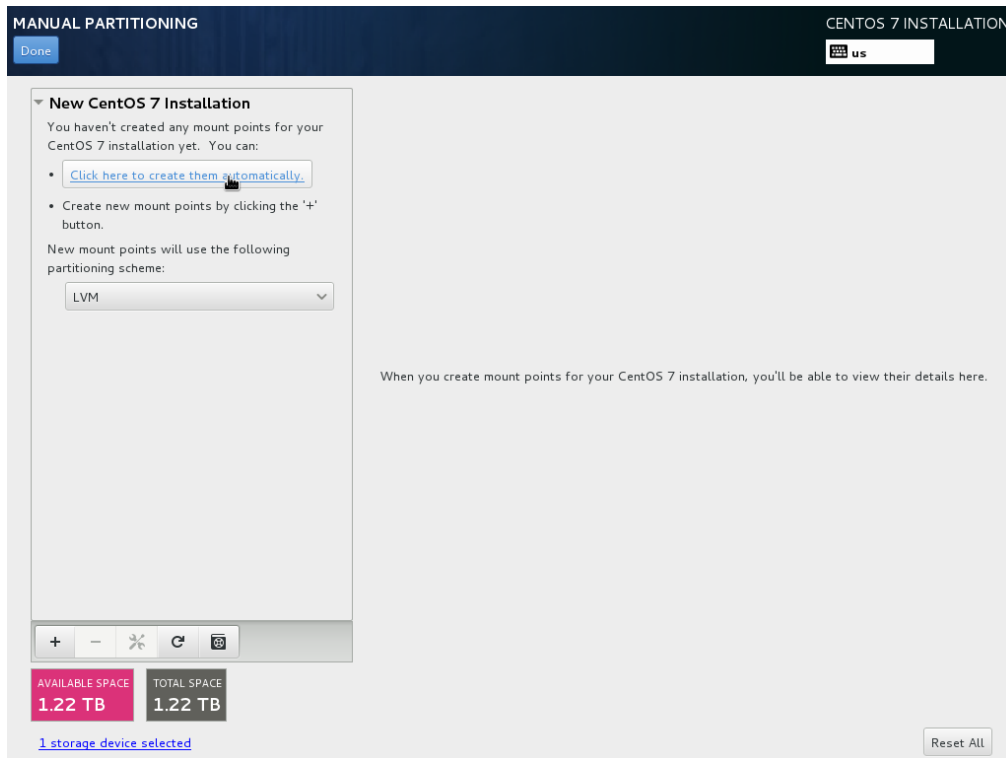 MANUAL PARTITIONING
CENTOS 7 INSTALLATION
Done
us
New CentOS 7 Installation
You haven't created any mount points for your
CentOS 7 installation yet.  You can:
• Click here to create them automatically.
• Create new mount points by clicking the '+'
button.
New mount points will use the following
partitioning scheme:
LVM
When you create mount points for your CentOS 7 installation, you'll be able to view their details here.
+ −
AVAILABLE SPACE
1.22 TB
TOTAL SPACE
1.22 TB
1 storage device selected
Reset All